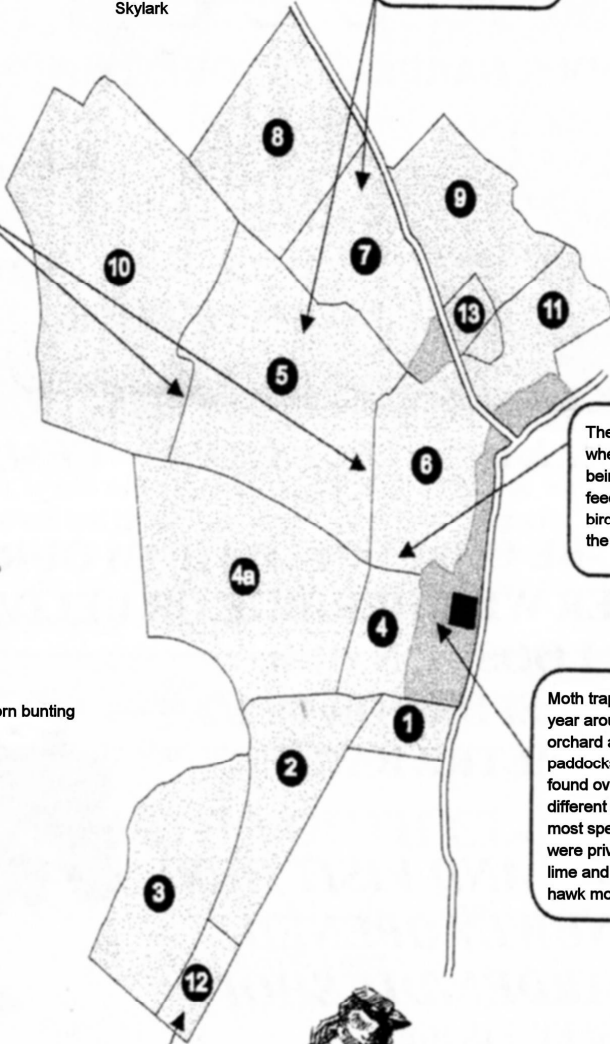 Skylark
8
9
7
10
13
11
5
6
The
whe
bein
feed
bird
the
4a
4
orn bunting
1
2
Moth trap
year arou
orchard a
paddocks
found ove
different
most spe
were priv
lime and
hawk mo
3
12